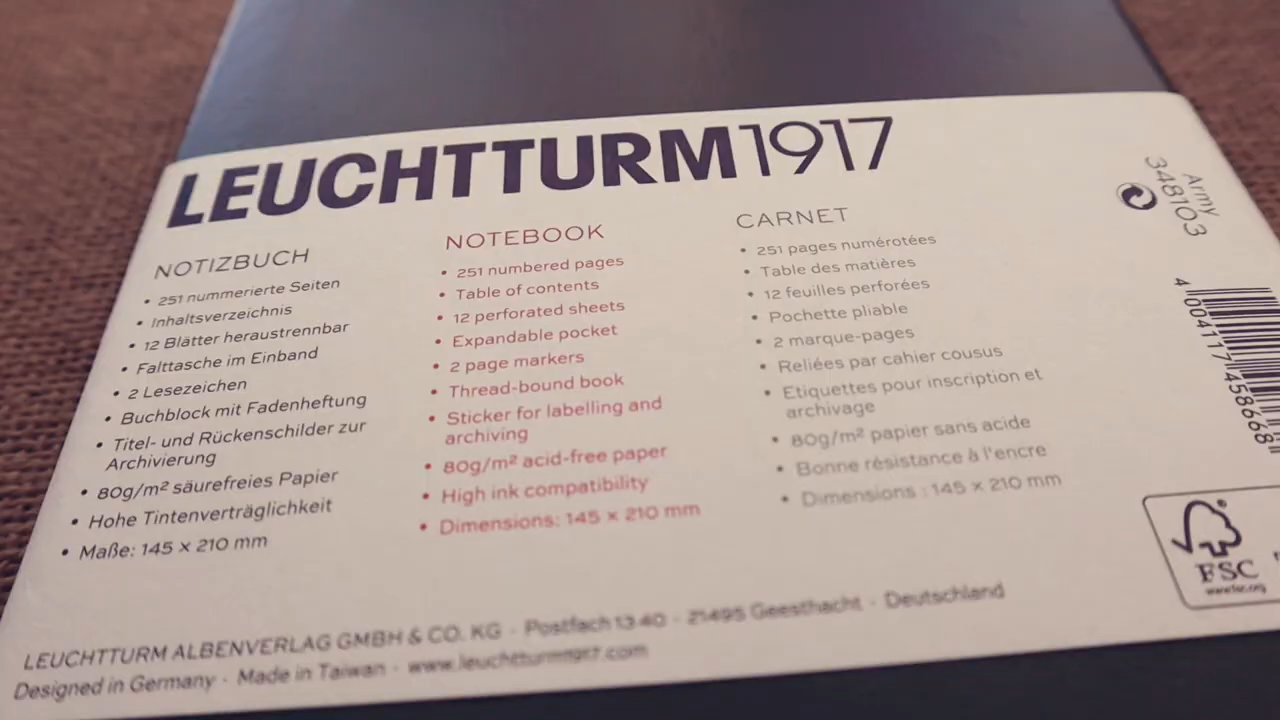 LEUCHTTURM1917
NOTIZBUCH
• 251 nummerierte Seiten
• Inhaltsverzeichnis
• 12 Blätter heraustrennbar
• Falttasche im Einband
• 2 Lesezeichen
• Buchblock mit Fadenheftung
• Titel- und Rückenschilder zur
Archivierung
• 80g/m² säurefreies Papier
• Hohe Tintenverträglichkeit
• Maße: 145 x 210 mm
NOTEBOOK
• 251 numbered pages
• Table of contents
• 12 perforated sheets
• Expandable pocket
• 2 page markers
• Thread-bound book
• Sticker for labelling and
archiving
• 80g/m² acid-free paper
• High ink compatibility
• Dimensions: 145 x 210 mm
CARNET
• 251 pages numérotées
• Table des matières
• 12 feuilles perforées
• Pochette pliable
• 2 marque-pages
• Reliées par cahier cousus
• Etiquettes pour inscription et
archivage
• 80g/m² papier sans acide
• Bonne résistance à l'encre
• Dimensions : 145 x 210 mm
Army
348103
4 004117 458668
FSC
www.fsc.org
LEUCHTTURM ALBENVERLAG GMBH & CO. KG · Postfach 13 40 · 21495 Geesthacht · Deutschland
Designed in Germany · Made in Taiwan · www.leuchtturm1917.com